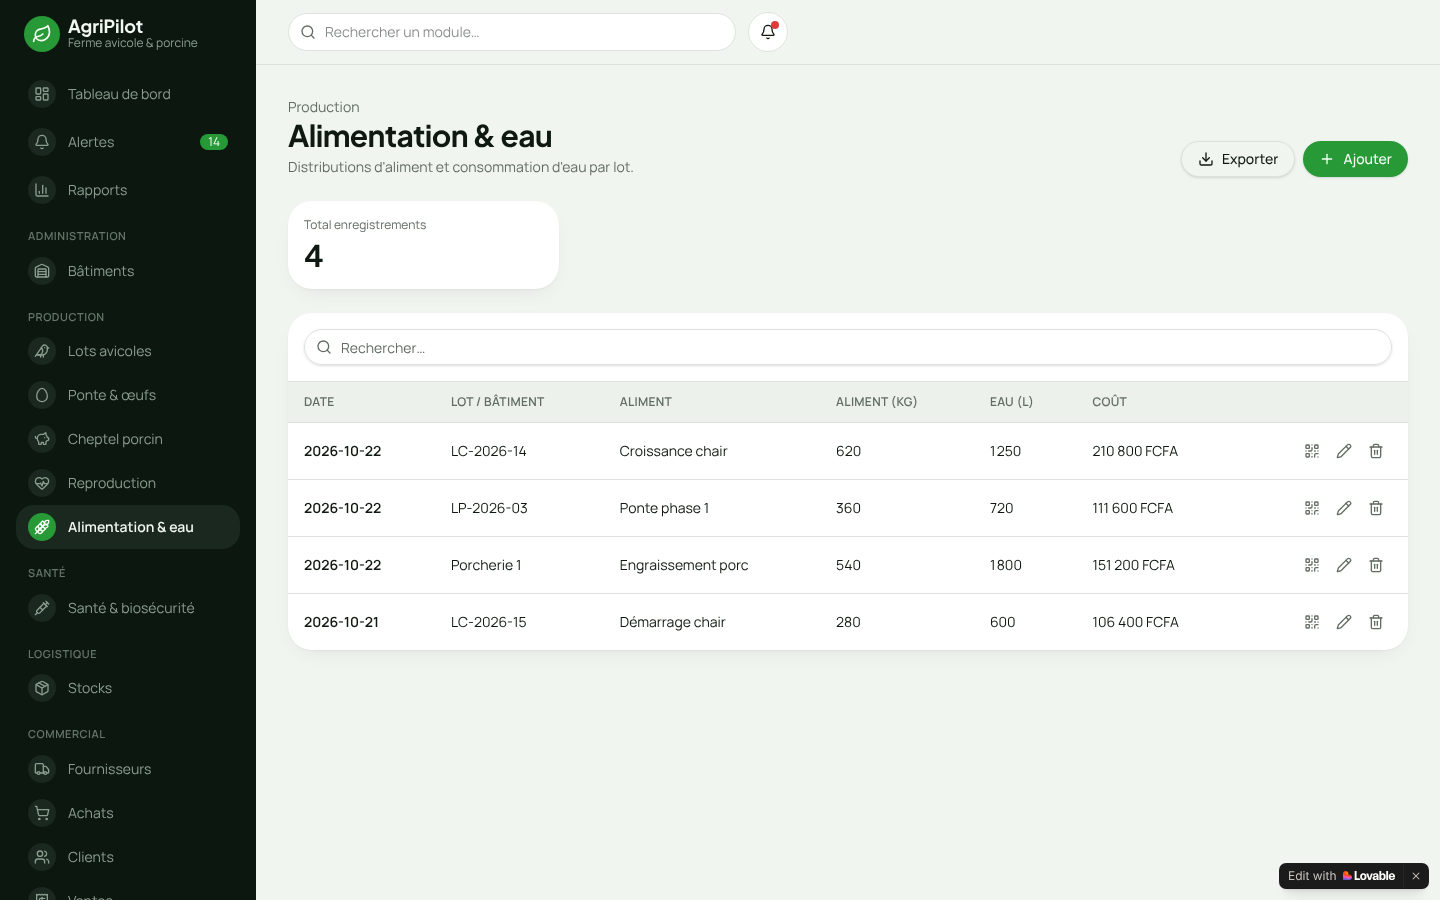 AgriPilot
Ferme avicole & porcine
Tableau de bord
Alertes 14
Rapports
ADMINISTRATION
Bâtiments
PRODUCTION
Lots avicoles
Ponte & œufs
Cheptel porcin
Reproduction
Alimentation & eau
SANTÉ
Santé & biosécurité
LOGISTIQUE
Stocks
COMMERCIAL
Fournisseurs
Achats
Clients
Ventes
Rechercher un module...
Production
Alimentation & eau
Distributions d'aliment et consommation d'eau par lot.
Exporter
Ajouter
Total enregistrements
4
Rechercher...
DATE LOT / BÂTIMENT ALIMENT ALIMENT (KG) EAU (L) COÛT
2026-10-22 LC-2026-14 Croissance chair 620 1 250 210 800 FCFA
2026-10-22 LP-2026-03 Ponte phase 1 360 720 111 600 FCFA
2026-10-22 Porcherie 1 Engraissement porc 540 1 800 151 200 FCFA
2026-10-21 LC-2026-15 Démarrage chair 280 600 106 400 FCFA
Edit with Lovable ×